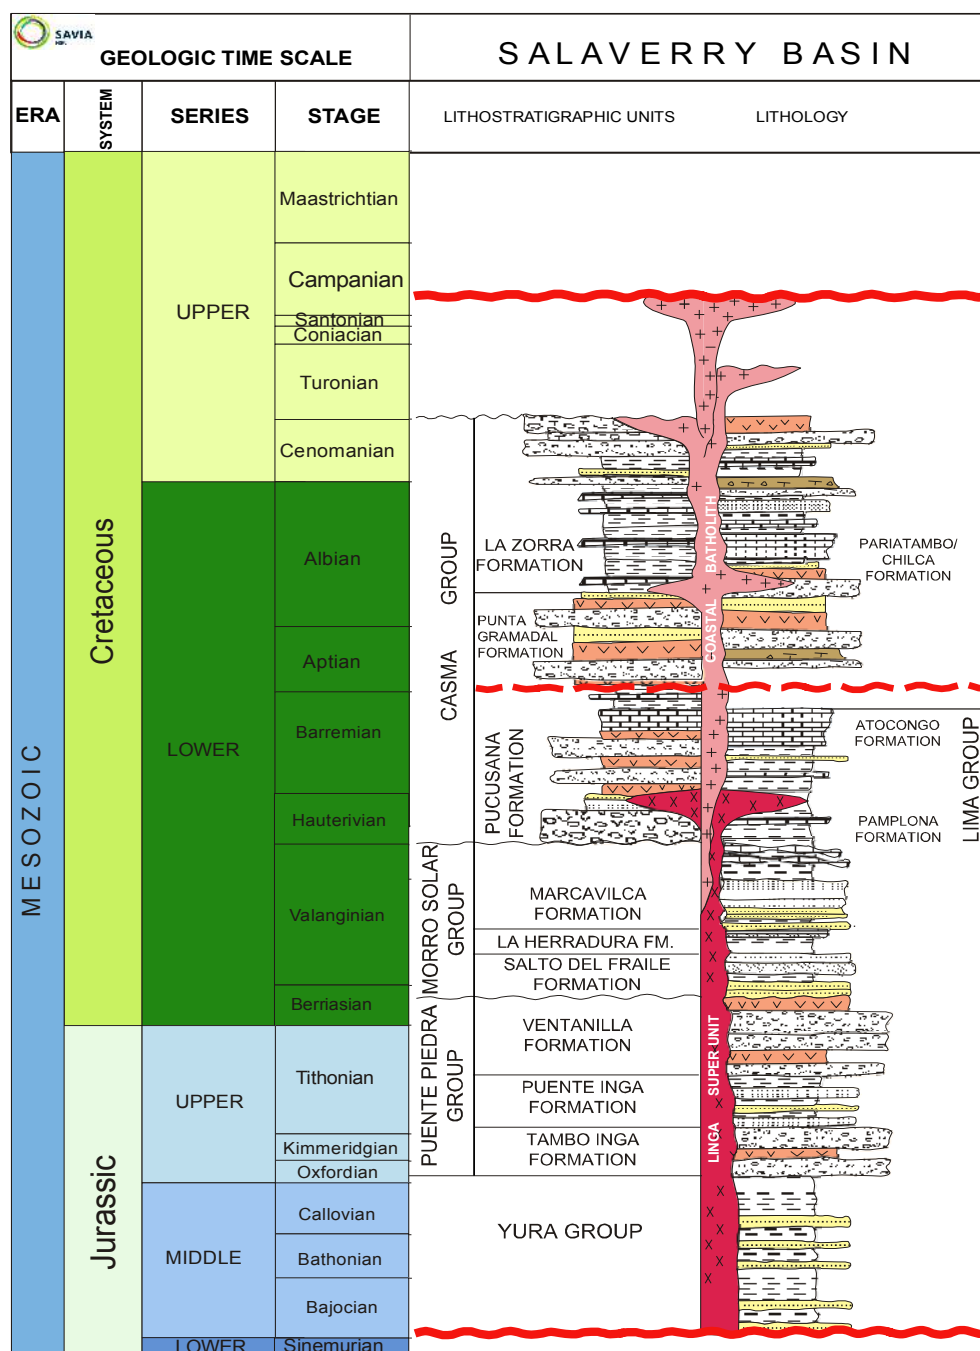 SAVIA
GEOLOGIC TIME SCALE
SALAVERRY BASIN
ERA
SYSTEM
SERIES
STAGE
LITHOSTRATIGRAPHIC UNITS
LITHOLOGY
MESOZOIC
Cretaceous
Jurassic
UPPER
LOWER
UPPER
MIDDLE
LOWER
Maastrichtian
Campanian
Santonian
Coniacian
Turonian
Cenomanian
Albian
Aptian
Barremian
Hauterivian
Valanginian
Berriasian
Tithonian
Kimmeridgian
Oxfordian
Callovian
Bathonian
Bajocian
Sinemurian
CASMA GROUP
LA ZORRA
FORMATION
PUNTA
GRAMADAL
FORMATION
PUCUSANA
FORMATION
MORRO SOLAR
GROUP
MARCAVILCA
FORMATION
LA HERRADURA FM.
SALTO DEL FRAILE
FORMATION
PUENTE PIEDRA
GROUP
VENTANILLA
FORMATION
PUENTE INGA
FORMATION
TAMBO INGA
FORMATION
YURA GROUP
COASTAL BATHOLITH
LINGA SUPER UNIT
PARIATAMBO/
CHILCA
FORMATION
ATOCONGO
FORMATION
PAMPLONA
FORMATION
LIMA GROUP